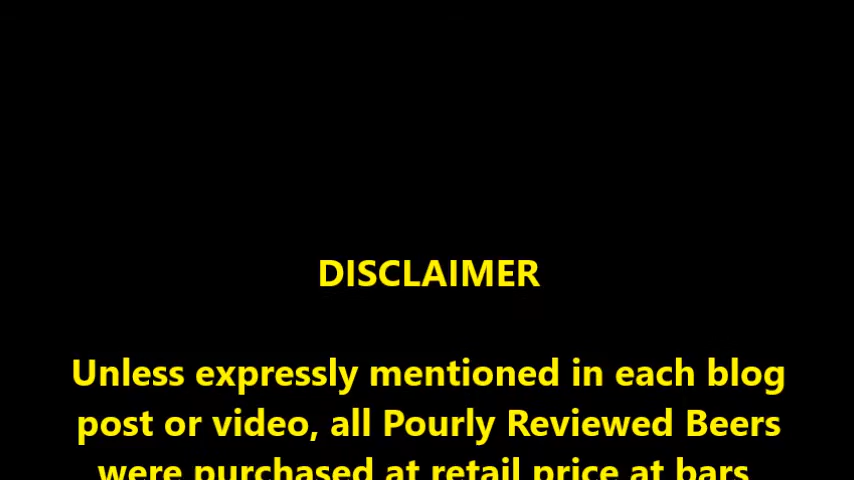 DISCLAIMER
Unless expressly mentioned in each blog
post or video, all Pourly Reviewed Beers
were purchased at retail price at bars